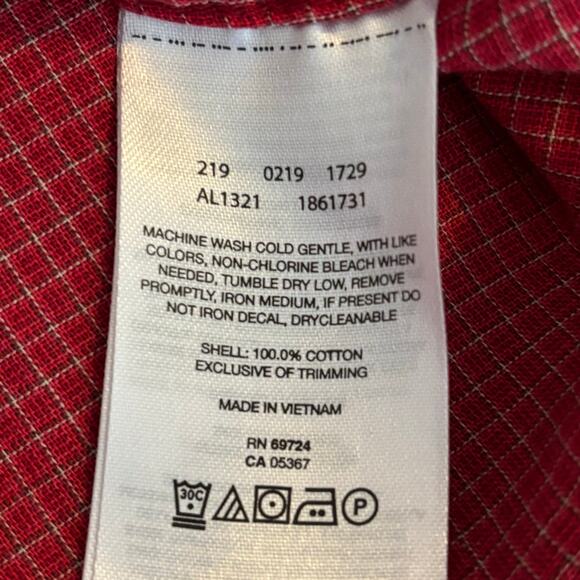 219 0219 1729
AL1321 1861731
MACHINE WASH COLD GENTLE, WITH LIKE
COLORS, NON-CHLORINE BLEACH WHEN
NEEDED, TUMBLE DRY LOW, REMOVE
PROMPTLY, IRON MEDIUM, IF PRESENT DO
NOT IRON DECAL, DRYCLEANABLE
SHELL: 100.0% COTTON
EXCLUSIVE OF TRIMMING
MADE IN VIETNAM
RN 69724
CA 05367
30C P